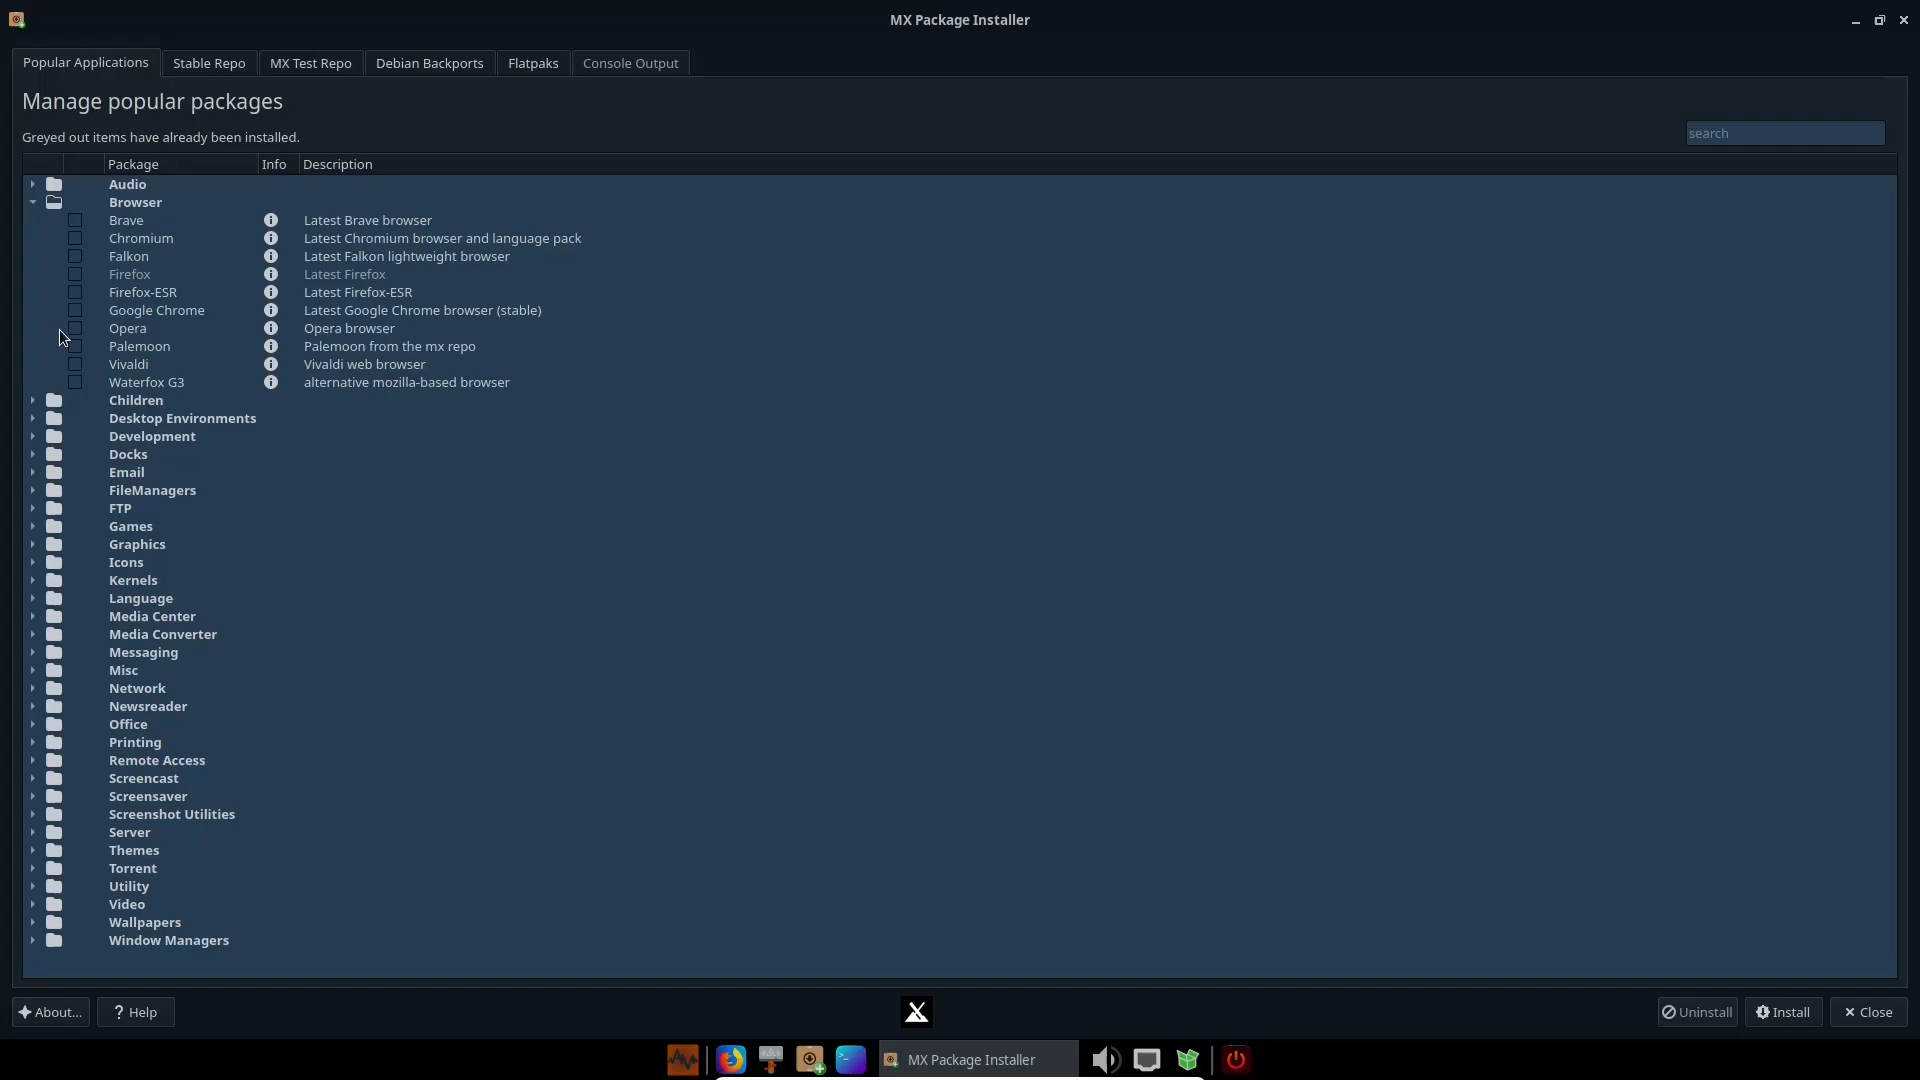 MX Package Installer
Popular Applications
Stable Repo
MX Test Repo
Debian Backports
Flatpaks
Console Output
Manage popular packages
Greyed out items have already been installed.
search
Package Info Description
Audio
Browser
Brave Latest Brave browser
Chromium Latest Chromium browser and language pack
Falkon Latest Falkon lightweight browser
Firefox Latest Firefox
Firefox-ESR Latest Firefox-ESR
Google Chrome Latest Google Chrome browser (stable)
Opera Opera browser
Palemoon Palemoon from the mx repo
Vivaldi Vivaldi web browser
Waterfox G3 alternative mozilla-based browser
Children
Desktop Environments
Development
Docks
Email
FileManagers
FTP
Games
Graphics
Icons
Kernels
Language
Media Center
Media Converter
Messaging
Misc
Network
Newsreader
Office
Printing
Remote Access
Screencast
Screensaver
Screenshot Utilities
Server
Themes
Torrent
Utility
Video
Wallpapers
Window Managers
About...
? Help
Uninstall
Install
Close
MX Package Installer